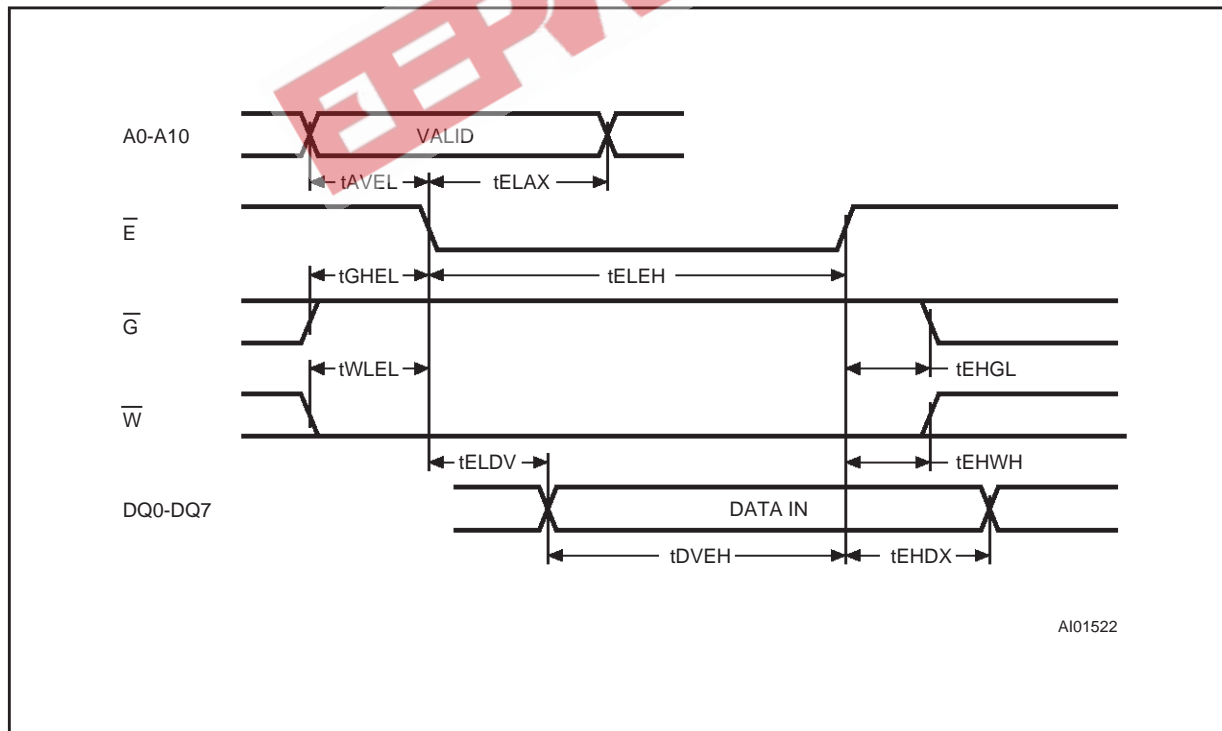 A0-A10
VALID
tAVEL
tELAX
E̅
tGHEL
tELEH
G̅
tWLEL
tEHGL
W̅
tELDV
tEHWH
DQ0-DQ7
DATA IN
tDVEH
tEHDX
AI01522